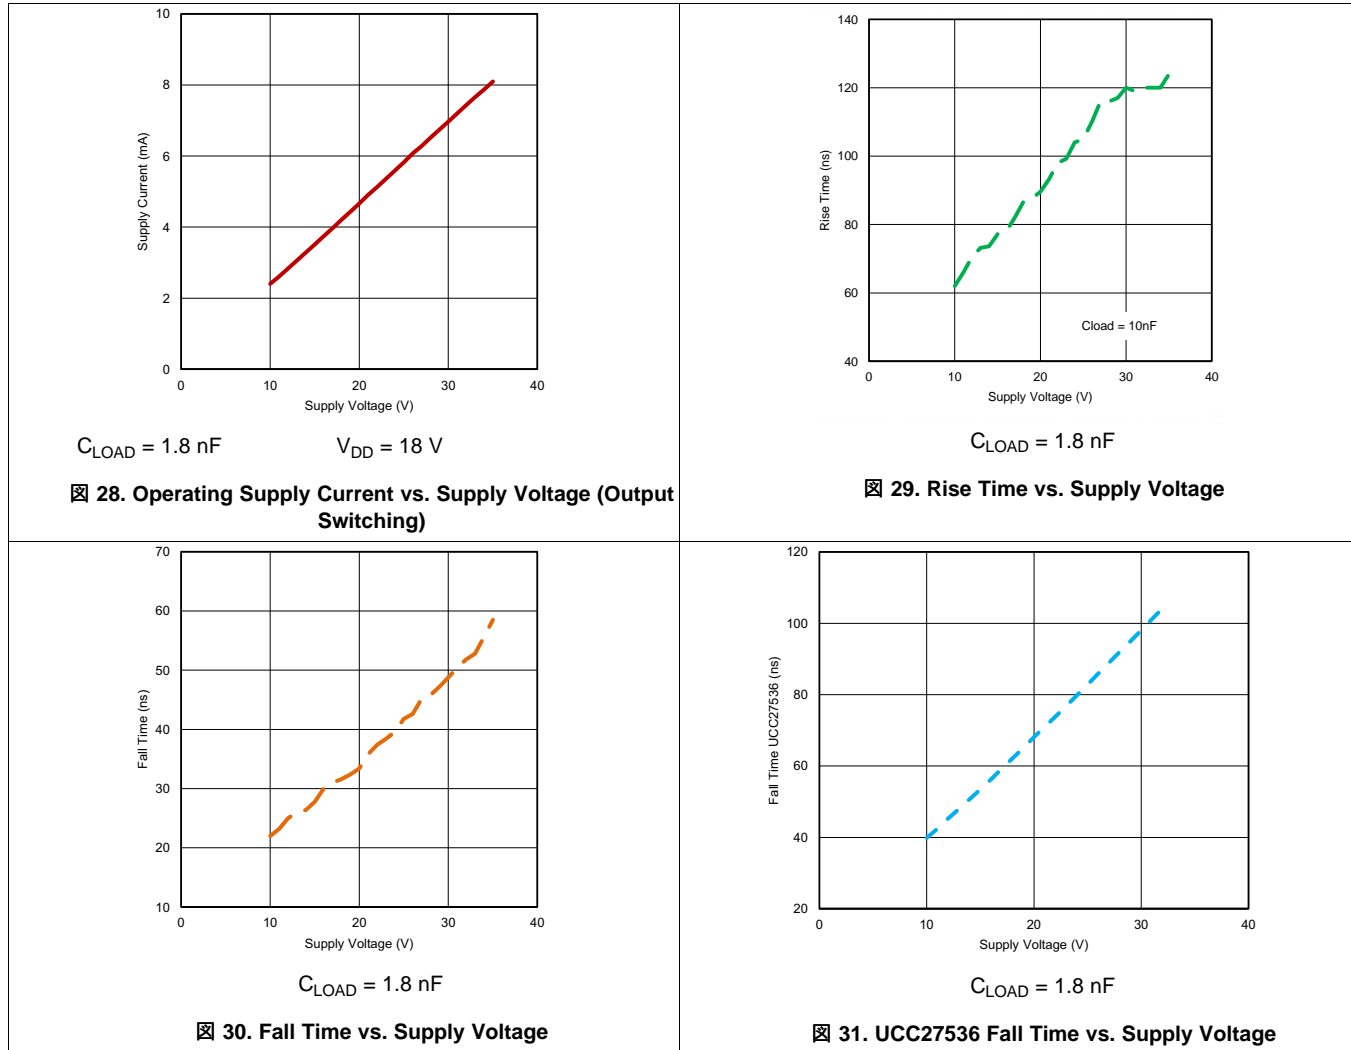 10
8
6
4
2
0
Supply Current (mA)
0 10 20 30 40
Supply Voltage (V)
C_LOAD = 1.8 nF V_DD = 18 V
図 28. Operating Supply Current vs. Supply Voltage (Output
Switching)
140
120
100
80
60
40
Rise Time (ns)
Cload = 10nF
0 10 20 30 40
Supply Voltage (V)
C_LOAD = 1.8 nF
図 29. Rise Time vs. Supply Voltage
70
60
50
40
30
20
10
Fall Time (ns)
0 10 20 30 40
Supply Voltage (V)
C_LOAD = 1.8 nF
図 30. Fall Time vs. Supply Voltage
120
100
80
60
40
20
Fall Time UCC27536 (ns)
0 10 20 30 40
Supply Voltage (V)
C_LOAD = 1.8 nF
図 31. UCC27536 Fall Time vs. Supply Voltage